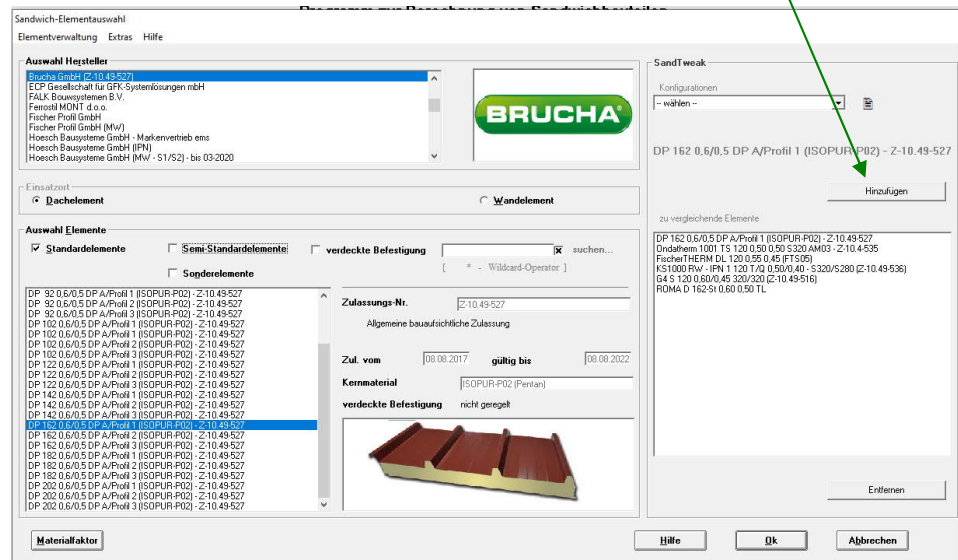 Programm zur Berechnung von Sandwichbauteilen
Sandwich-Elementauswahl
Elementverwaltung Extras Hilfe
Auswahl Hersteller
Brucha GmbH (Z-10.49-527)
ECP Gesellschaft für GFK-Systemlösungen mbH
FALK Bouwsystemen B.V.
Ferrostil MONT d.o.o.
Fischer Profil GmbH
Fischer Profil GmbH (MW)
Hoesch Bausysteme GmbH - Markenvertrieb ems
Hoesch Bausysteme GmbH (IPN)
Hoesch Bausysteme GmbH (MW - S1/S2) - bis 03-2020
BRUCHA
Einsatzort
Dachelement
Wandelement
Auswahl Elemente
Standardelemente
Semi-Standardelemente
verdeckte Befestigung
suchen...
Sonderelemente
[ * - Wildcard-Operator ]
DP 92 0,6/0,5 DP A/Profil 1 (ISOPUR-P02) - Z-10.49-527
DP 92 0,6/0,5 DP A/Profil 2 (ISOPUR-P02) - Z-10.49-527
DP 92 0,6/0,5 DP A/Profil 3 (ISOPUR-P02) - Z-10.49-527
DP 102 0,6/0,5 DP A/Profil 1 (ISOPUR-P02) - Z-10.49-527
DP 102 0,6/0,5 DP A/Profil 1 (ISOPUR-P02) - Z-10.49-527
DP 102 0,6/0,5 DP A/Profil 2 (ISOPUR-P02) - Z-10.49-527
DP 102 0,6/0,5 DP A/Profil 3 (ISOPUR-P02) - Z-10.49-527
DP 122 0,6/0,5 DP A/Profil 1 (ISOPUR-P02) - Z-10.49-527
DP 122 0,6/0,5 DP A/Profil 2 (ISOPUR-P02) - Z-10.49-527
DP 122 0,6/0,5 DP A/Profil 3 (ISOPUR-P02) - Z-10.49-527
DP 142 0,6/0,5 DP A/Profil 1 (ISOPUR-P02) - Z-10.49-527
DP 142 0,6/0,5 DP A/Profil 2 (ISOPUR-P02) - Z-10.49-527
DP 142 0,6/0,5 DP A/Profil 3 (ISOPUR-P02) - Z-10.49-527
DP 162 0,6/0,5 DP A/Profil 1 (ISOPUR-P02) - Z-10.49-527
DP 162 0,6/0,5 DP A/Profil 2 (ISOPUR-P02) - Z-10.49-527
DP 162 0,6/0,5 DP A/Profil 3 (ISOPUR-P02) - Z-10.49-527
DP 182 0,6/0,5 DP A/Profil 1 (ISOPUR-P02) - Z-10.49-527
DP 182 0,6/0,5 DP A/Profil 2 (ISOPUR-P02) - Z-10.49-527
DP 182 0,6/0,5 DP A/Profil 3 (ISOPUR-P02) - Z-10.49-527
DP 202 0,6/0,5 DP A/Profil 1 (ISOPUR-P02) - Z-10.49-527
DP 202 0,6/0,5 DP A/Profil 2 (ISOPUR-P02) - Z-10.49-527
DP 202 0,6/0,5 DP A/Profil 3 (ISOPUR-P02) - Z-10.49-527
Zulassungs-Nr. Z-10.49-527
Allgemeine bauaufsichtliche Zulassung
Zul. vom 08.08.2017 gültig bis 08.08.2022
Kernmaterial ISOPUR-P02 (Pentan)
verdeckte Befestigung nicht geregelt
SandTweak
Konfigurationen
-- wählen --
DP 162 0,6/0,5 DP A/Profil 1 (ISOPUR-P02) - Z-10.49-527
Hinzufügen
zu vergleichende Elemente
DP 162 0,6/0,5 DP A/Profil 1 (ISOPUR-P02) - Z-10.49-527
Ondatherm 1001 TS 120 0,50 0,50 S320 AM03 - Z-10.4-535
FischerTHERM DL 120 0,55 0,45 (FTS05)
KS1000 RW - IPN 1 120 T/Q 0,50/0,40 - S320/S280 (Z-10.49-536)
G4 S 120 0,60/0,45 320/320 (Z-10.49-516)
ROMA D 162-St 0,60 0,50 TL
Entfernen
Materialfaktor
Hilfe
Ok
Abbrechen